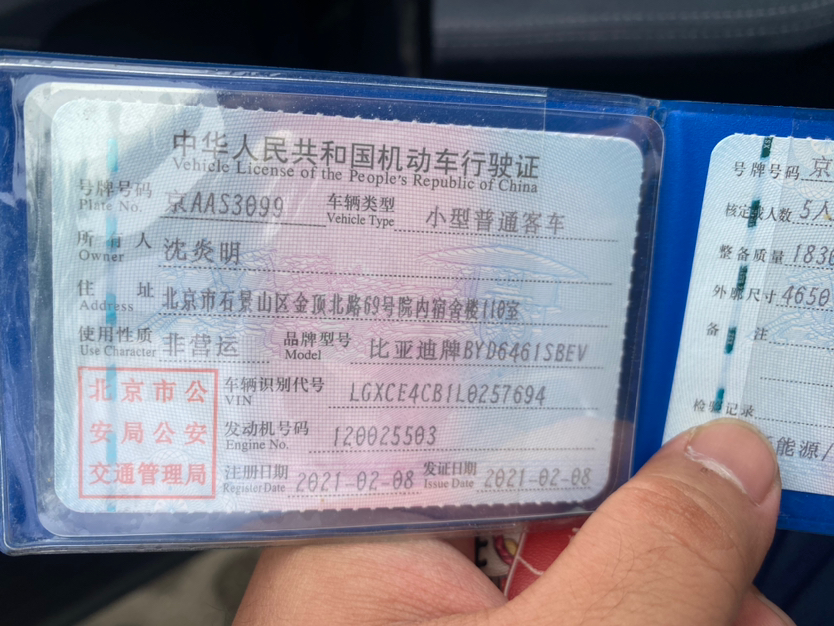 中华人民共和国机动车行驶证
Vehicle License of the People's Republic of China
号牌号码 京AAS3099 车辆类型 小型普通客车
Plate No. Vehicle Type
所有人 沈炎明
Owner
住址 北京市石景山区金顶北路69号院内宿舍楼110室
Address
使用性质 非营运 品牌型号 比亚迪牌BYD6461SBEV
Use Character Model
北京市公
安局公安
交通管理局
车辆识别代号 LGXCE4CB1L0257694
VIN
发动机号码 120025503
Engine No.
注册日期 2021-02-08 发证日期 2021-02-08
Register Date Issue Date
号牌号码 京
核定载人数 5人
整备质量 1830
外廓尺寸 4650
备注
检验记录
能源/